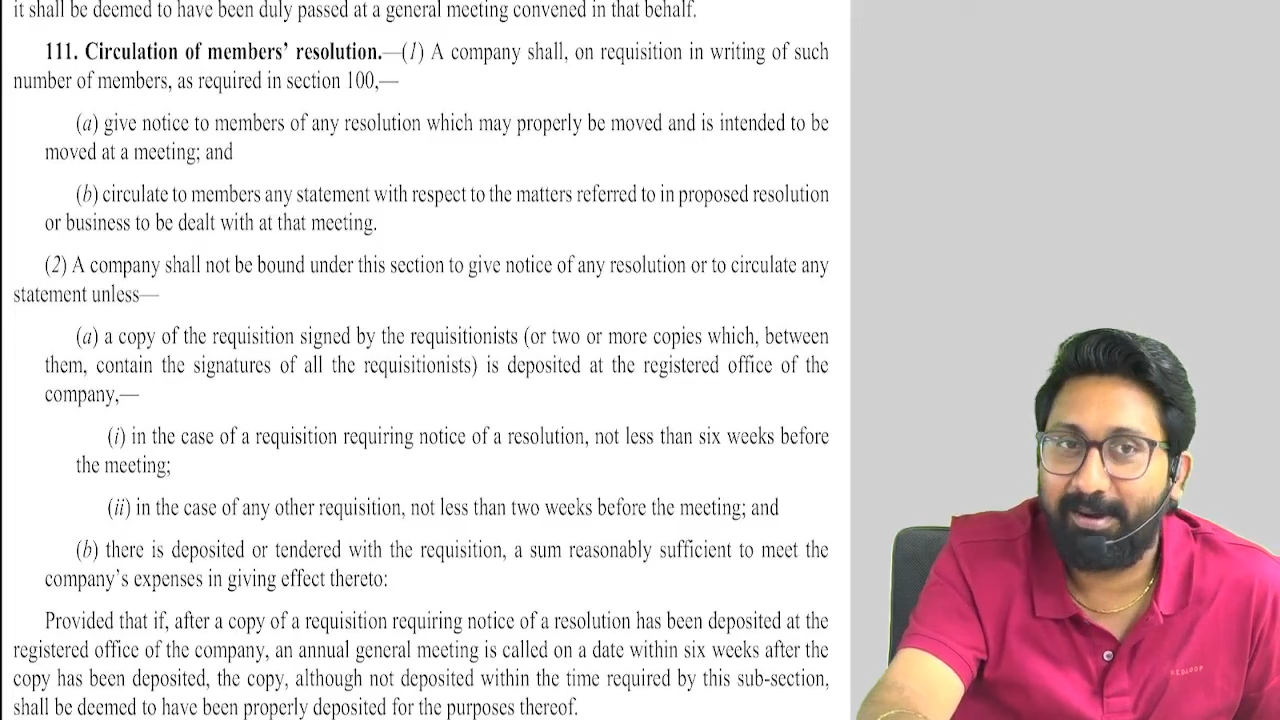 it shall be deemed to have been duly passed at a general meeting convened in that behalf.
111. Circulation of members’ resolution.—(1) A company shall, on requisition in writing of such
number of members, as required in section 100,—
(a) give notice to members of any resolution which may properly be moved and is intended to be
moved at a meeting; and
(b) circulate to members any statement with respect to the matters referred to in proposed resolution
or business to be dealt with at that meeting.
(2) A company shall not be bound under this section to give notice of any resolution or to circulate any
statement unless—
(a) a copy of the requisition signed by the requisitionists (or two or more copies which, between
them, contain the signatures of all the requisitionists) is deposited at the registered office of the
company,—
(i) in the case of a requisition requiring notice of a resolution, not less than six weeks before
the meeting;
(ii) in the case of any other requisition, not less than two weeks before the meeting; and
(b) there is deposited or tendered with the requisition, a sum reasonably sufficient to meet the
company’s expenses in giving effect thereto:
Provided that if, after a copy of a requisition requiring notice of a resolution has been deposited at the
registered office of the company, an annual general meeting is called on a date within six weeks after the
copy has been deposited, the copy, although not deposited within the time required by this sub-section,
shall be deemed to have been properly deposited for the purposes thereof.